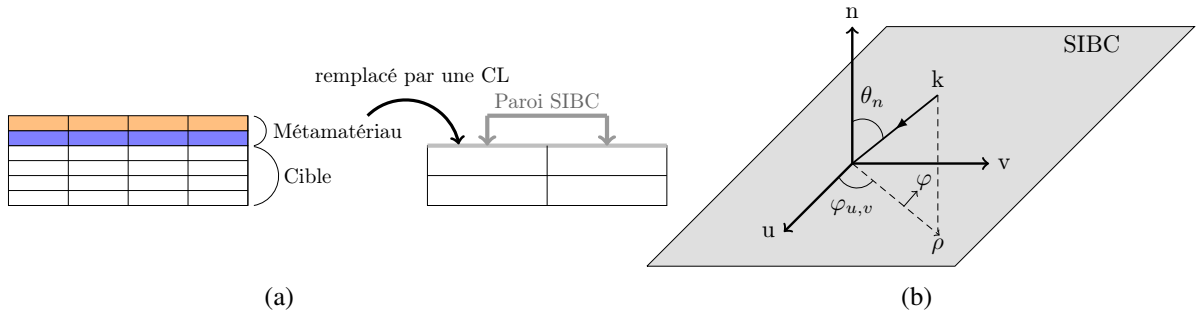 remplacé par une CL
Paroi SIBC
Métamatériau
Cible
(a)
n
SIBC
k
θn
v
φ
φu,v
u
ρ
(b)